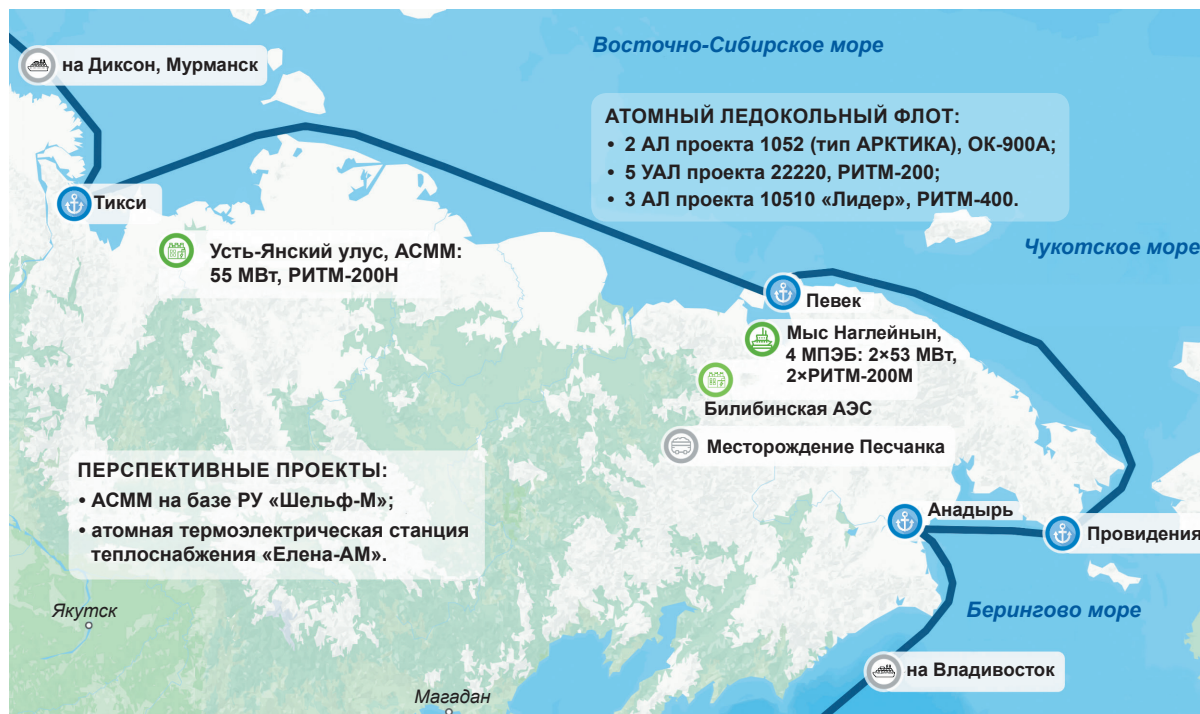 Восточно-Сибирское море
на Диксон, Мурманск
АТОМНЫЙ ЛЕДОКОЛЬНЫЙ ФЛОТ:
• 2 АЛ проекта 1052 (тип АРКТИКА), ОК-900А;
• 5 УАЛ проекта 22220, РИТМ-200;
• 3 АЛ проекта 10510 «Лидер», РИТМ-400.
Тикси
Чукотское море
Усть-Янский улус, АСММ:
55 МВт, РИТМ-200Н
Певек
Мыс Наглейнын,
4 МПЭБ: 2×53 МВт,
2×РИТМ-200М
Билибинская АЭС
Месторождение Песчанка
ПЕРСПЕКТИВНЫЕ ПРОЕКТЫ:
• АСММ на базе РУ «Шельф-М»;
• атомная термоэлектрическая станция
теплоснабжения «Елена-АМ».
Анадырь
Провидения
Якутск
Берингово море
на Владивосток
Магадан